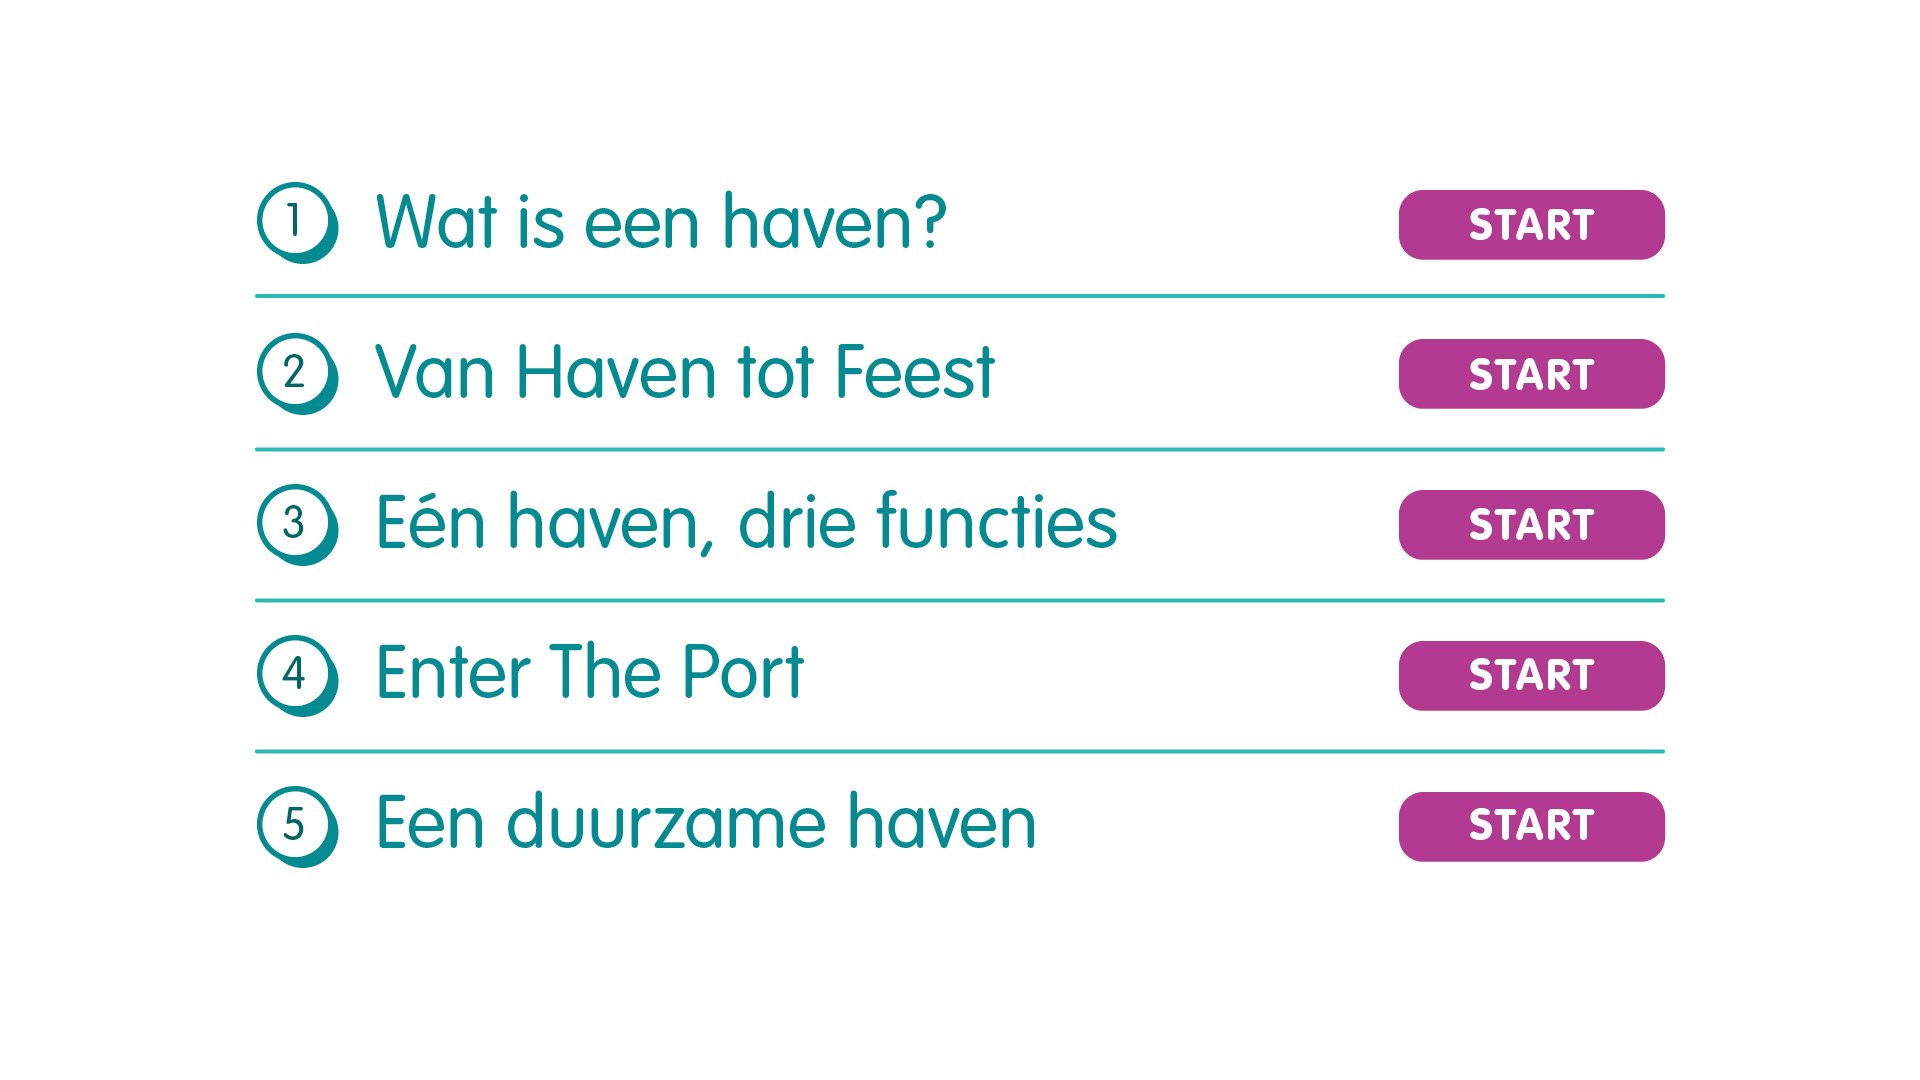 1 Wat is een haven? START
2 Van Haven tot Feest START
3 Eén haven, drie functies START
4 Enter The Port START
5 Een duurzame haven START